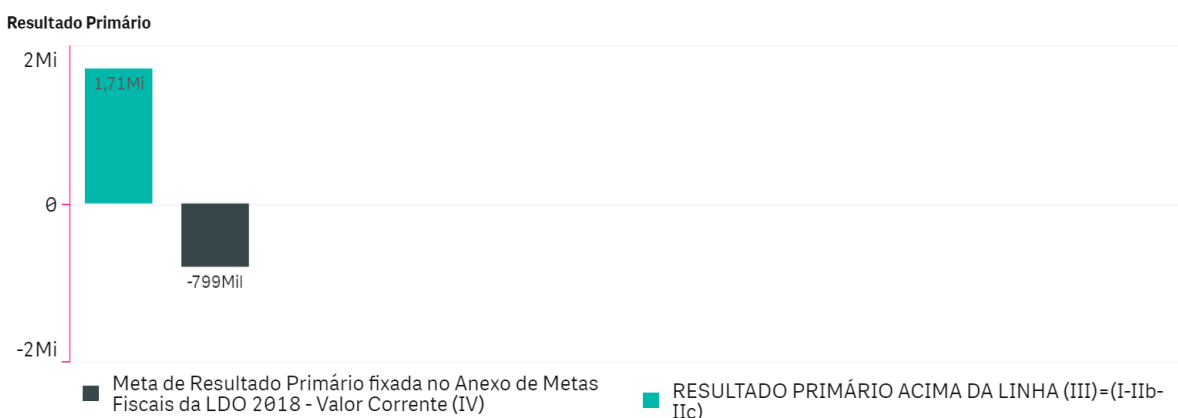 Resultado Primário
2Mi
1,71Mi
0
-799Mil
-2Mi
Meta de Resultado Primário fixada no Anexo de Metas
Fiscais da LDO 2018 - Valor Corrente (IV)
RESULTADO PRIMÁRIO ACIMA DA LINHA (III)=(I-IIb-
IIc)